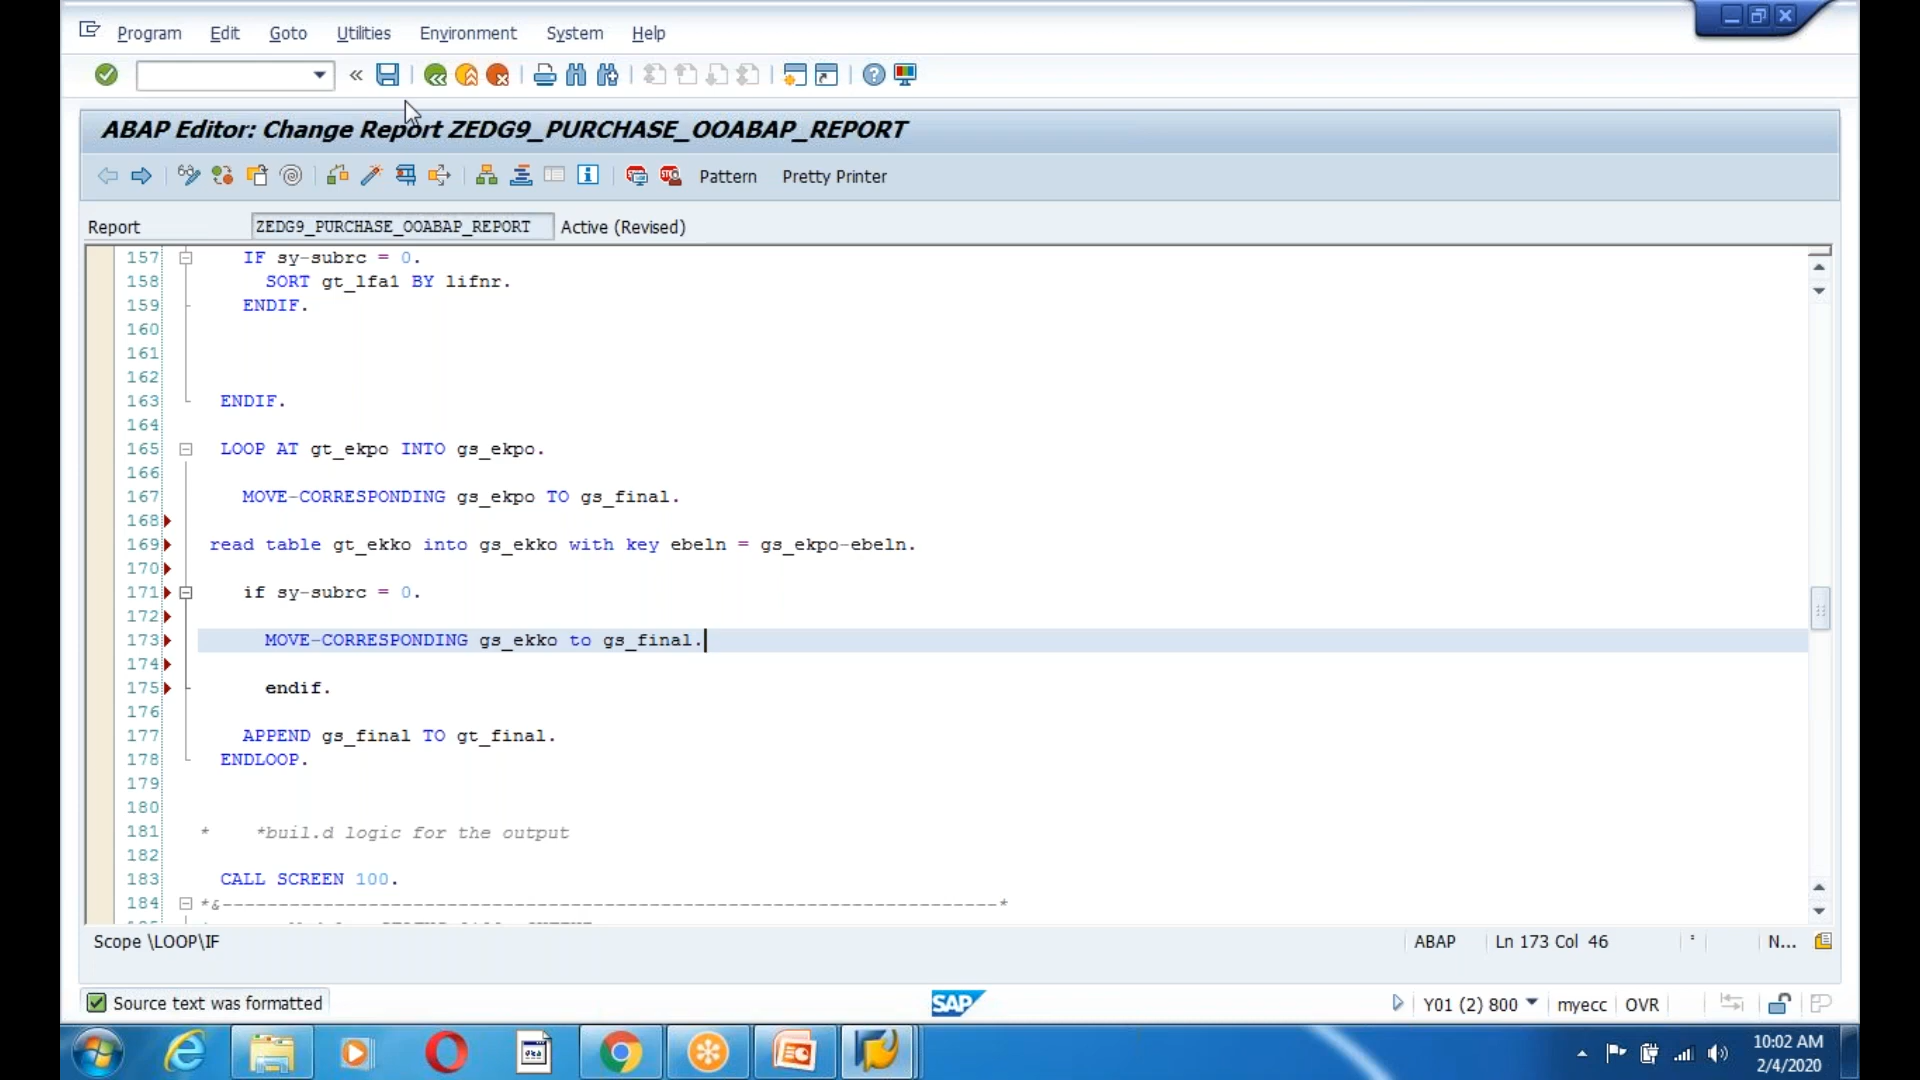 Program Edit Goto Utilities Environment System Help
ABAP Editor: Change Report ZEDG9_PURCHASE_OOABAP_REPORT
Pattern Pretty Printer
Report ZEDG9_PURCHASE_OOABAP_REPORT Active (Revised)
157 IF sy-subrc = 0.
158 SORT gt_lfa1 BY lifnr.
159 ENDIF.
160
161
162
163 ENDIF.
164
165 LOOP AT gt_ekpo INTO gs_ekpo.
166
167 MOVE-CORRESPONDING gs_ekpo TO gs_final.
168
169 read table gt_ekko into gs_ekko with key ebeln = gs_ekpo-ebeln.
170
171 if sy-subrc = 0.
172
173 MOVE-CORRESPONDING gs_ekko to gs_final.
174
175 endif.
176
177 APPEND gs_final TO gt_final.
178 ENDLOOP.
179
180
181 * *buil.d logic for the output
182
183 CALL SCREEN 100.
184 *&---------------------------------------------------------------------*
Scope \LOOP\IF ABAP Ln 173 Col 46 N...
Source text was formatted SAP Y01 (2) 800 myecc OVR
10:02 AM
2/4/2020